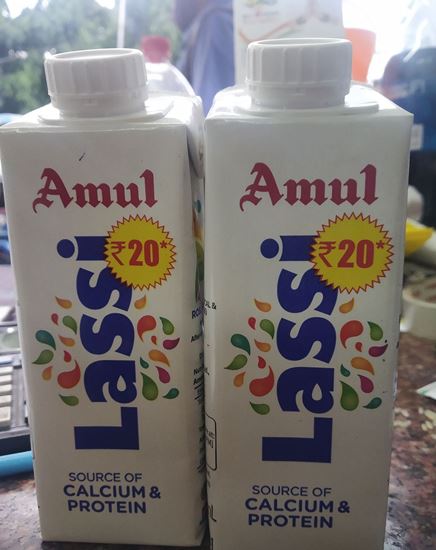 Amul
₹20*
Lassi
SOURCE OF
CALCIUM &
PROTEIN
Amul
₹20*
Lassi
SOURCE OF
CALCIUM &
PROTEIN